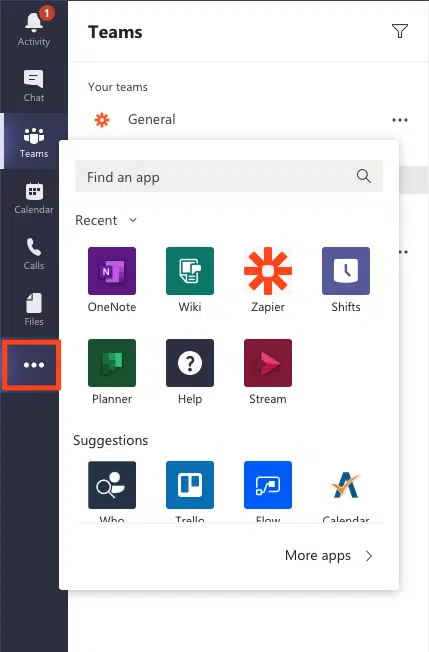 1
Activity
Chat
Teams
Calendar
Calls
Files
Teams
Your teams
General
Find an app
Recent
N
OneNote
Wiki
Zapier
Shifts
Planner
?
Help
Stream
Suggestions
Who
Trello
Flow
Calendar
More apps